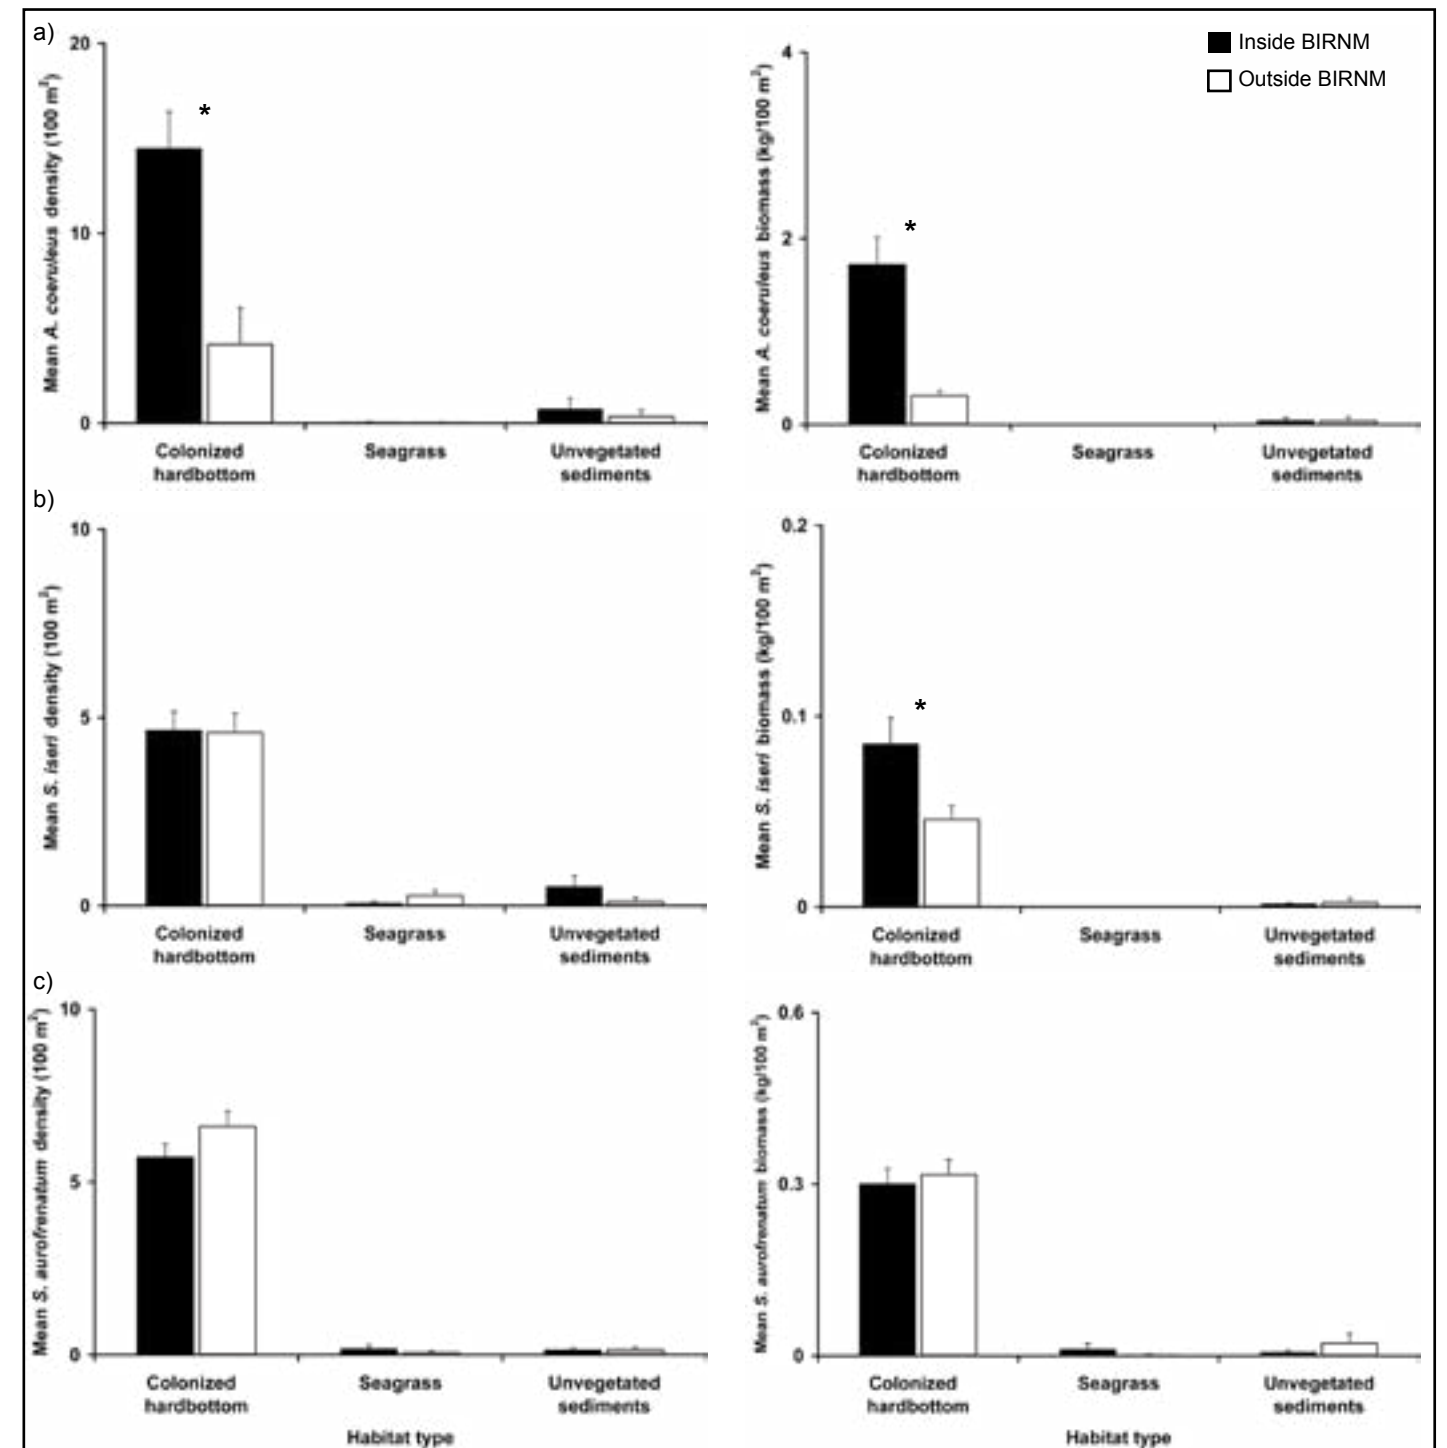 a)
Inside BIRNM
Outside BIRNM
Mean A. coeruleus density (100 m²)
20
10
0
*
Colonized hardbottom
Seagrass
Unvegetated sediments
Mean A. coeruleus biomass (kg/100 m²)
4
2
0
*
Colonized hardbottom
Seagrass
Unvegetated sediments
b)
Mean S. iseri density (100 m²)
10
5
0
Colonized hardbottom
Seagrass
Unvegetated sediments
Mean S. iseri biomass (kg/100 m²)
0.2
0.1
0
*
Colonized hardbottom
Seagrass
Unvegetated sediments
c)
Mean S. aurofrenatum density (100 m²)
10
5
0
Colonized hardbottom
Seagrass
Unvegetated sediments
Habitat type
Mean S. aurofrenatum biomass (kg/100 m²)
0.6
0.3
0
Colonized hardbottom
Seagrass
Unvegetated sediments
Habitat type